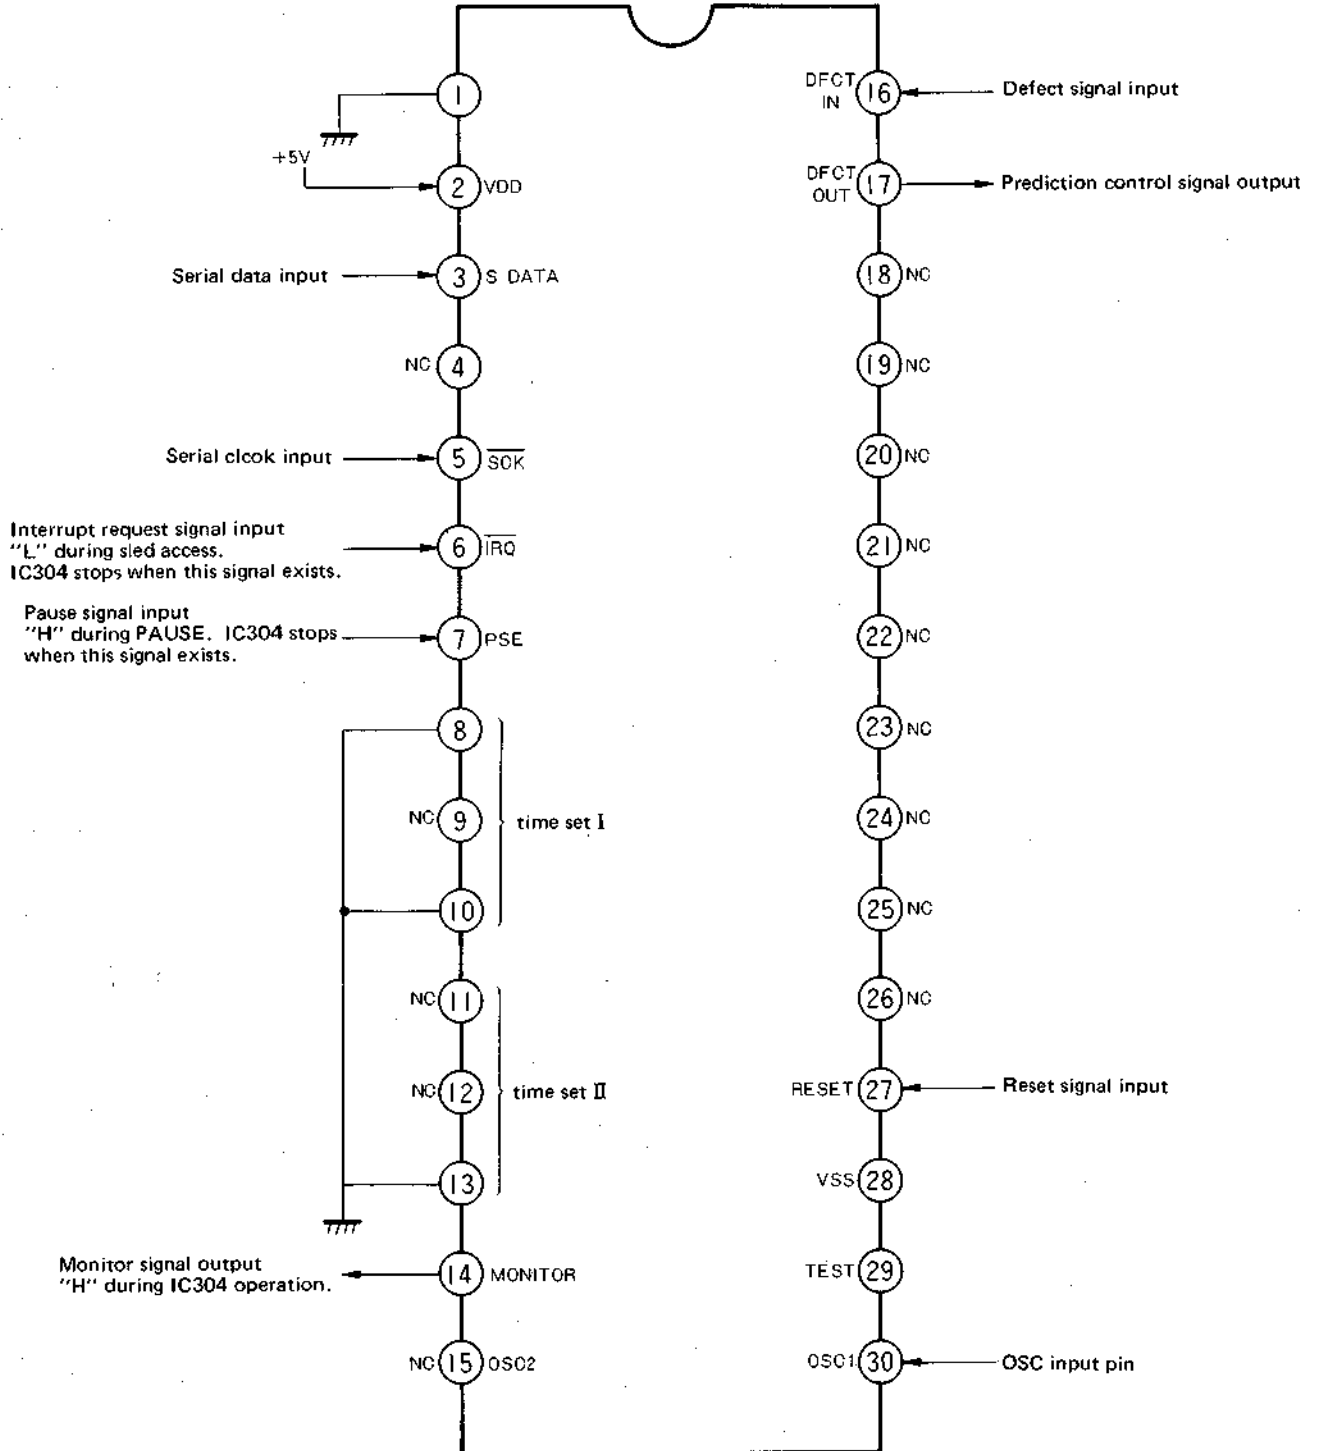 1
+5V
2 VDD
Serial data input
3 S DATA
NC 4
Serial clcok input
5 SCK
Interrupt request signal input
"L" during sled access.
IC304 stops when this signal exists.
6 IRQ
Pause signal input
"H" during PAUSE. IC304 stops
when this signal exists.
7 PSE
8
NC 9
time set I
10
NC 11
NC 12
time set II
13
Monitor signal output
"H" during IC304 operation.
14 MONITOR
NC 15 OSC2
DFCT
IN
16
Defect signal input
DFCT
OUT
17
Prediction control signal output
18 NC
19 NC
20 NC
21 NC
22 NC
23 NC
24 NC
25 NC
26 NC
RESET 27
Reset signal input
VSS 28
TEST 29
OSC1 30
OSC input pin